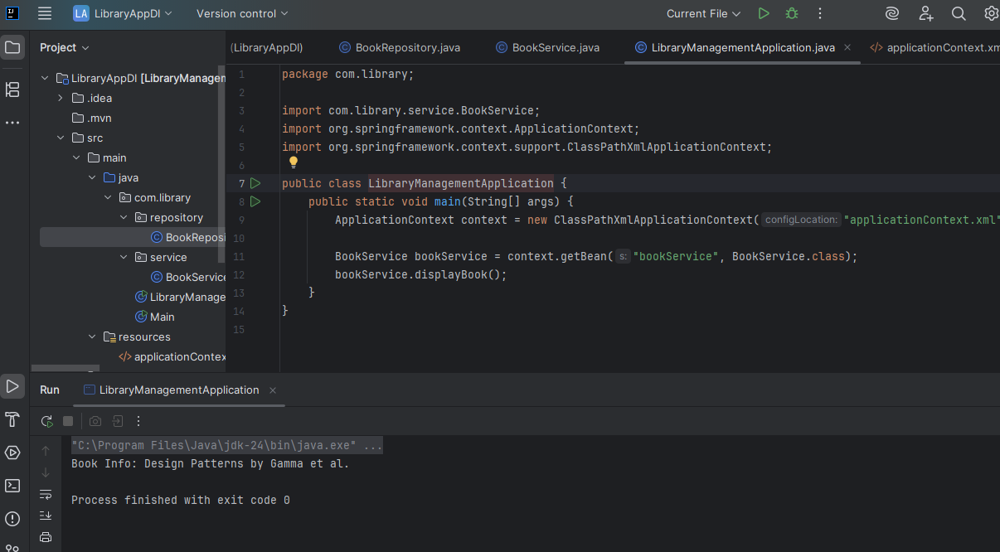 LA LibraryAppDI Version control Current File
Project
(LibraryAppDI) BookRepository.java BookService.java LibraryManagementApplication.java applicationContext.xm
LibraryAppDI [LibraryManagem
.idea
.mvn
src
main
java
com.library
repository
BookReposi
service
BookService
LibraryManage
Main
resources
applicationContex
1 package com.library;
2
3 import com.library.service.BookService;
4 import org.springframework.context.ApplicationContext;
5 import org.springframework.context.support.ClassPathXmlApplicationContext;
6
7 public class LibraryManagementApplication {
8 public static void main(String[] args) {
9 ApplicationContext context = new ClassPathXmlApplicationContext( configLocation: "applicationContext.xml"
10
11 BookService bookService = context.getBean( s: "bookService", BookService.class);
12 bookService.displayBook();
13 }
14 }
15
Run LibraryManagementApplication
"C:\Program Files\Java\jdk-24\bin\java.exe" ...
Book Info: Design Patterns by Gamma et al.
Process finished with exit code 0